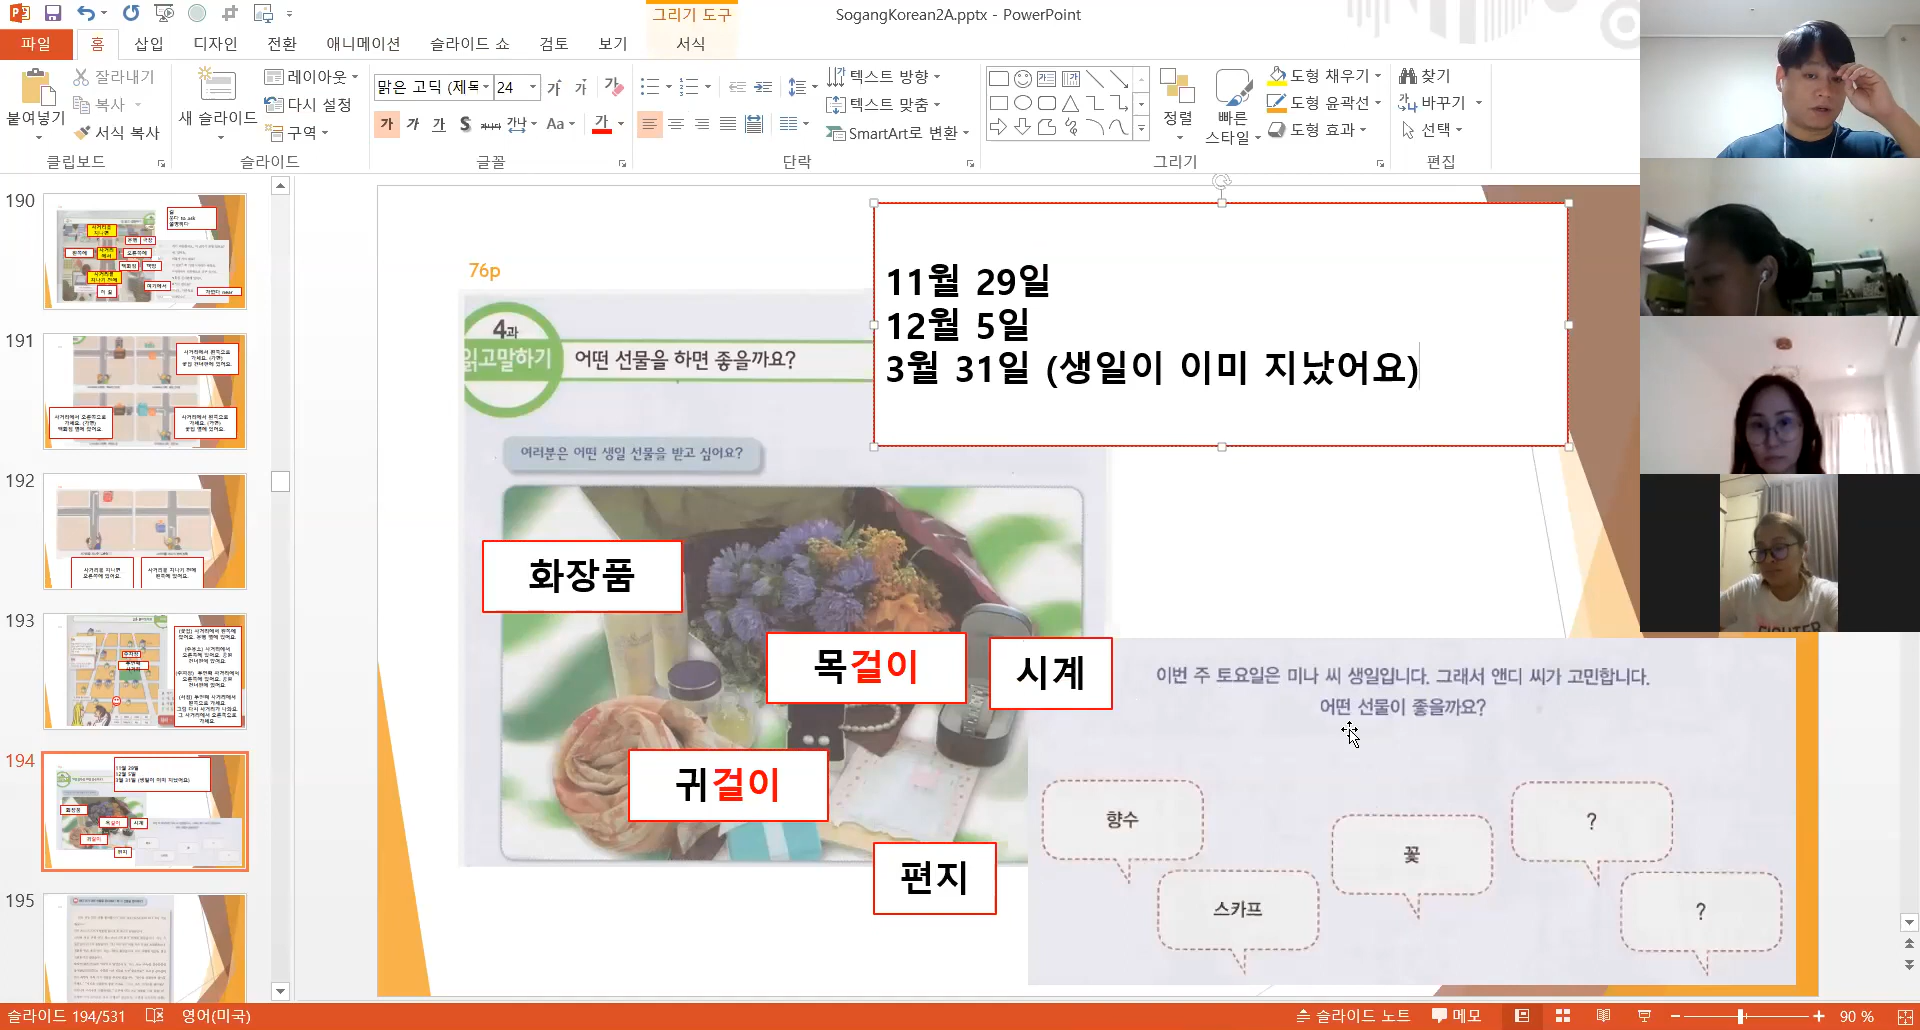 그리기 도구
SogangKorean2A.pptx - PowerPoint
파일 홈 삽입 디자인 전환 애니메이션 슬라이드 쇼 검토 보기 서식
붙여넣기
잘라내기
복사
서식 복사
클립보드
새 슬라이드
레이아웃
다시 설정
구역
슬라이드
맑은 고딕 (제목 24
글꼴
텍스트 방향
텍스트 맞춤
SmartArt로 변환
단락
정렬
빠른
스타일
도형 채우기
도형 윤곽선
도형 효과
그리기
찾기
바꾸기
선택
편집
190
191
192
193
194
195
76p
4과
읽고말하기
어떤 선물을 하면 좋을까요?
11월 29일
12월 5일
3월 31일 (생일이 이미 지났어요)
여러분은 어떤 생일 선물을 받고 싶어요?
화장품
목걸이
시계
귀걸이
편지
이번 주 토요일은 미나 씨 생일입니다. 그래서 앤디 씨가 고민합니다.
어떤 선물이 좋을까요?
향수
스카프
꽃
?
?
FIGHTER
슬라이드 194/531 영어(미국)
슬라이드 노트 메모 90 %